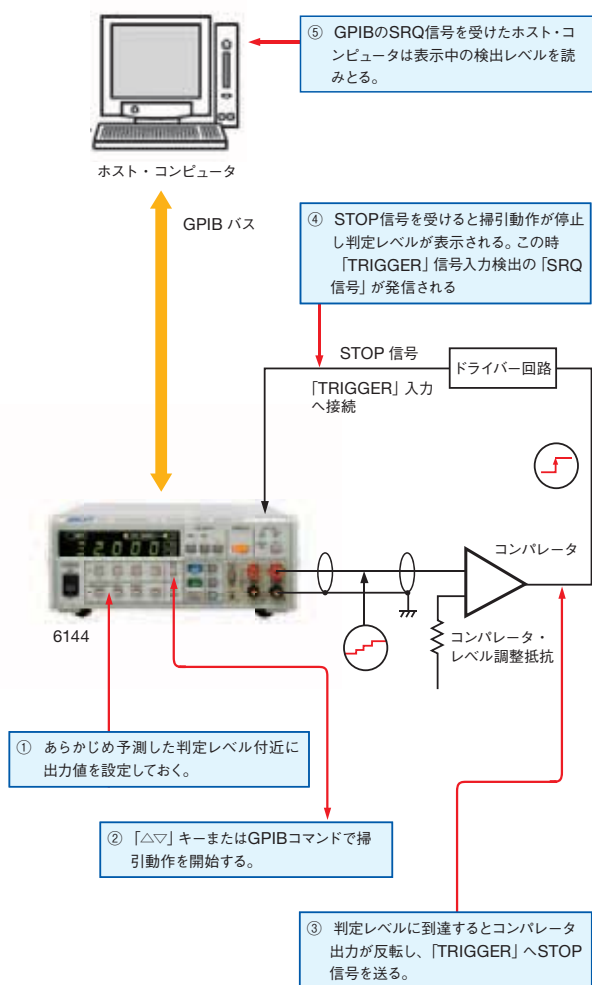 ⑤ GPIBのSRQ信号を受けたホスト・コ
ンピュータは表示中の検出レベルを読
みとる。
ホスト・コンピュータ
GPIB バス
④ STOP信号を受けると掃引動作が停止
し判定レベルが表示される。この時
「TRIGGER」信号入力検出の「SRQ
信号」が発信される
STOP 信号
ドライバー回路
「TRIGGER」入力
へ接続
コンパレータ
6144
コンパレータ・
レベル調整抵抗
① あらかじめ予測した判定レベル付近に
出力値を設定しておく。
② 「△▽」キーまたはGPIBコマンドで掃
引動作を開始する。
③ 判定レベルに到達するとコンパレータ
出力が反転し、「TRIGGER」へSTOP
信号を送る。